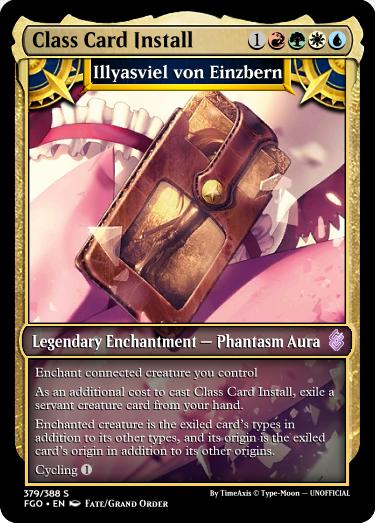 Class Card Install 1
Illyasviel von Einzbern
Legendary Enchantment — Phantasm Aura
Enchant connected creature you control
As an additional cost to cast Class Card Install, exile a
servant creature card from your hand.
Enchanted creature is the exiled card's types in
addition to its other types, and its origin is the exiled
card's origin in addition to its other origins.
Cycling 1
379/388 S
FGO • EN Fate/Grand Order
By TimeAxis © Type-Moon — UNOFFICIAL